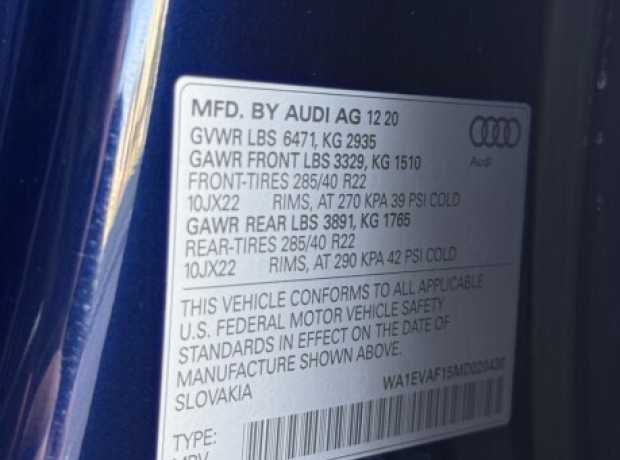 MFD. BY AUDI AG 12 20
GVWR LBS 6471, KG 2935
GAWR FRONT LBS 3329, KG 1510
FRONT-TIRES 285/40 R22
10JX22 RIMS, AT 270 KPA 39 PSI COLD
GAWR REAR LBS 3891, KG 1765
REAR-TIRES 285/40 R22
10JX22 RIMS, AT 290 KPA 42 PSI COLD
Audi
THIS VEHICLE CONFORMS TO ALL APPLICABLE
U.S. FEDERAL MOTOR VEHICLE SAFETY
STANDARDS IN EFFECT ON THE DATE OF
MANUFACTURE SHOWN ABOVE.
SLOVAKIA
TYPE: